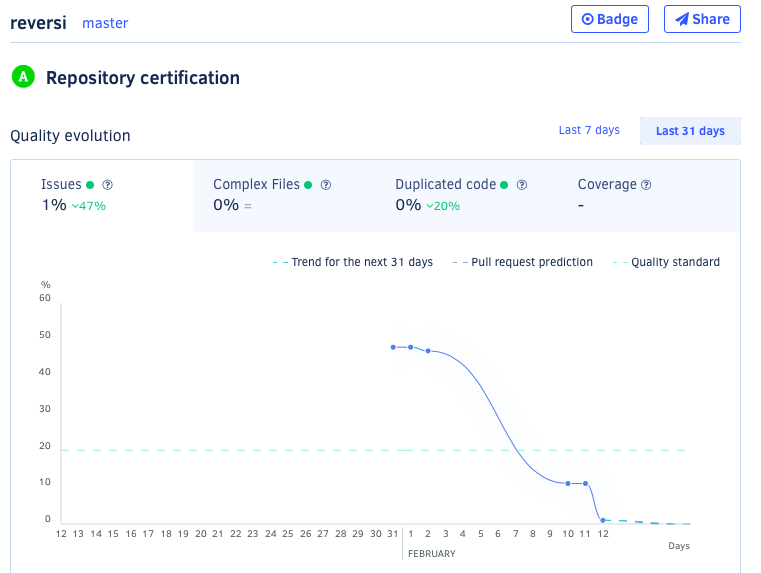 reversi master Badge Share
A Repository certification
Quality evolution Last 7 days Last 31 days
Issues ? Complex Files ? Duplicated code ? Coverage ?
1% 47% 0% = 0% 20% -
Trend for the next 31 days Pull request prediction Quality standard
%
60
50
40
30
20
10
0
12 13 14 15 16 17 18 19 20 21 22 23 24 25 26 27 28 29 30 31 1 2 3 4 5 6 7 8 9 10 11 12
Days
FEBRUARY